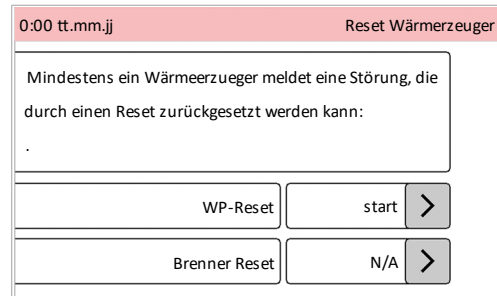 0:00 tt.mm.jj Reset Wärmerzeuger
Mindestens ein Wärmeerzueger meldet eine Störung, die
durch einen Reset zurückgesetzt werden kann:
.
WP-Reset start >
Brenner Reset N/A >